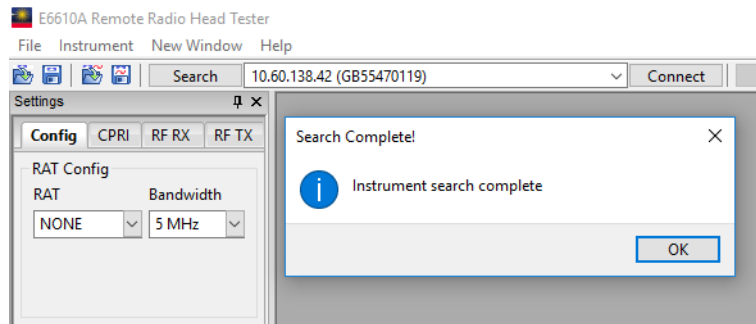 E6610A Remote Radio Head Tester
File Instrument New Window Help
Search 10.60.138.42 (GB55470119) Connect
Settings
Config CPRI RF RX RF TX
RAT Config
RAT Bandwidth
NONE 5 MHz
Search Complete!
Instrument search complete
OK